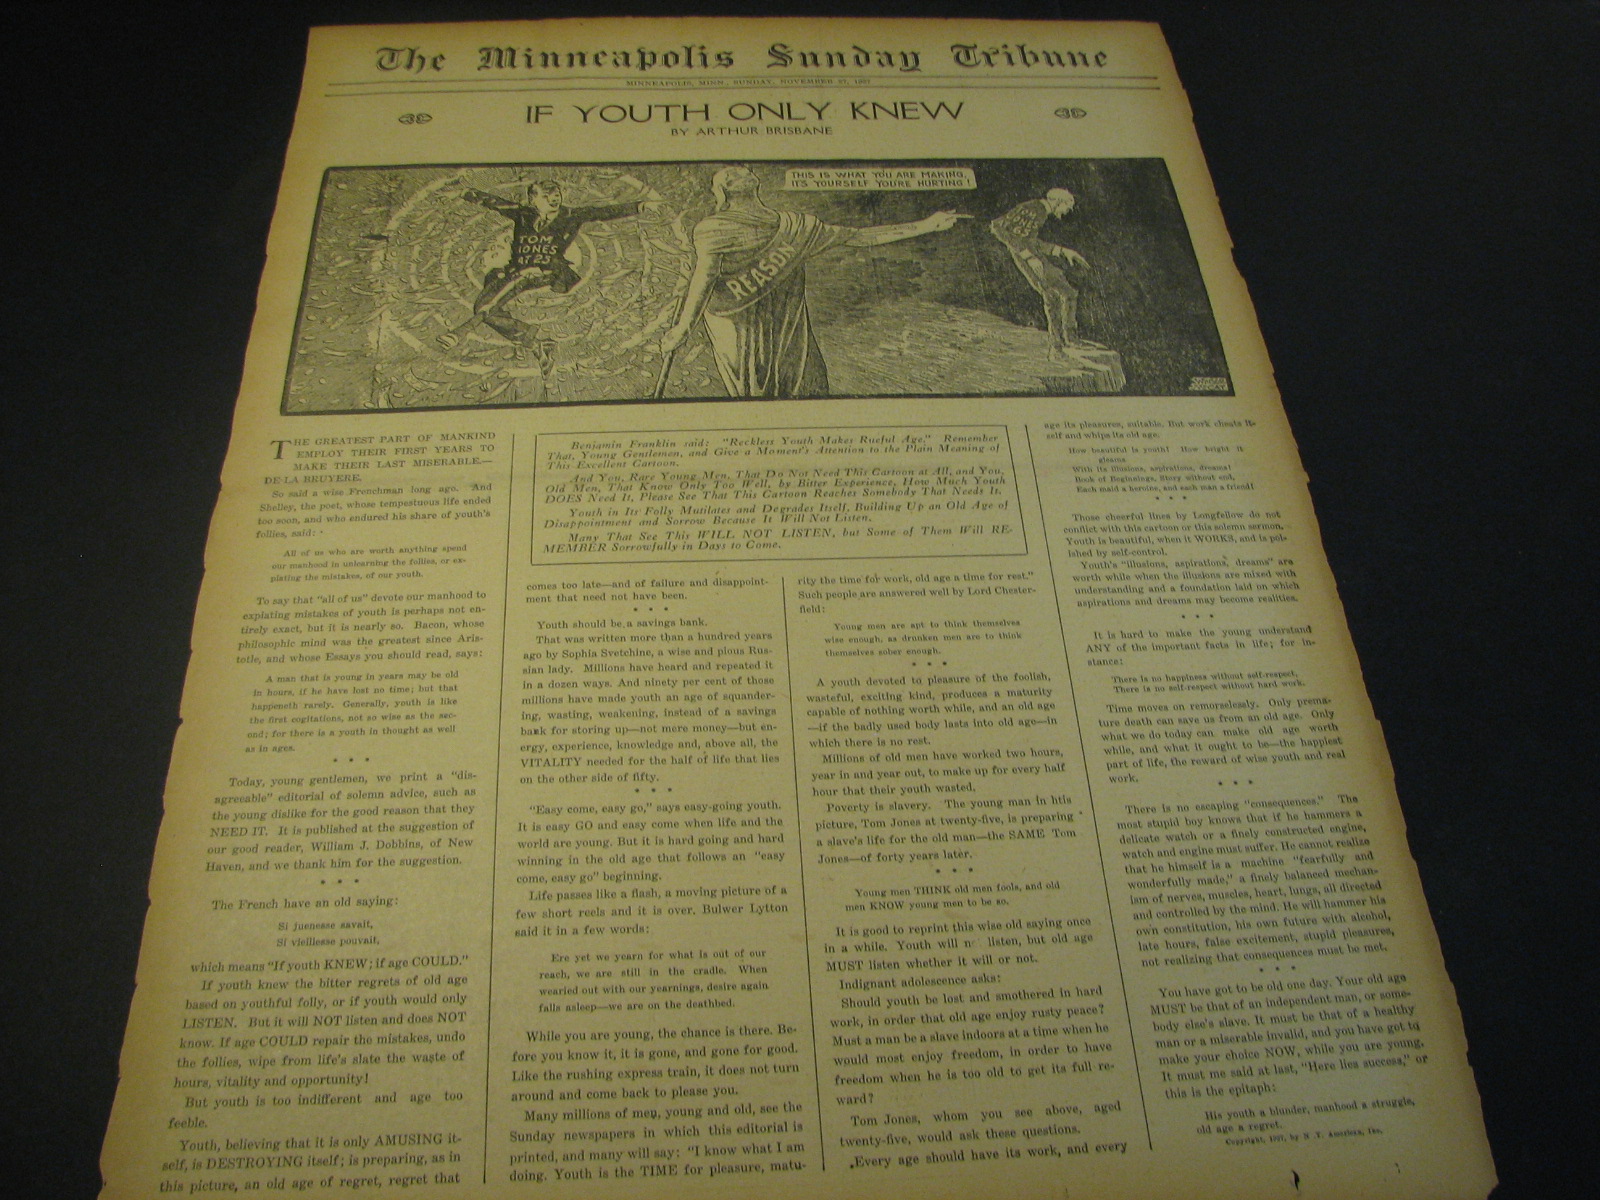 The Minneapolis Sunday Tribune
MINNEAPOLIS, MINN., SUNDAY, NOVEMBER 27, 1927
IF YOUTH ONLY KNEW
BY ARTHUR BRISBANE
THIS IS WHAT YOU ARE MAKING,
IT'S YOURSELF YOU'RE HURTING!
TOM
JONES
AT 23
REASON
TOM
THE GREATEST PART OF MANKIND
EMPLOY THEIR FIRST YEARS TO
MAKE THEIR LAST MISERABLE.—
DE-LA BRUYERE.
So said a wise Frenchman long ago. And
Shelley, the poet, whose tempestuous life ended
too soon, and who endured his share of youth's
follies, said:
All of us who are worth anything spend
our manhood in unlearning the follies, or ex-
piating the mistakes, of our youth.
To say that "all of us" devote our manhood to
expiating mistakes of youth is perhaps not en-
tirely exact, but it is nearly so. Bacon, whose
philosophic mind was the greatest since Aris-
totle, and whose Essays you should read, says:
A man that is young in years may be old
in hours, if he have lost no time; but that
happeneth rarely. Generally, youth is like
the first cogitations, not so wise as the sec-
ond; for there is a youth in thought as well
as in ages.
* * *
Today, young gentlemen, we print a "dis-
agreeable" editorial of solemn advice, such as
the young dislike for the good reason that they
NEED IT. It is published at the suggestion of
our good reader, William J. Dobbins, of New
Haven, and we thank him for the suggestion.
* * *
The French have an old saying:
Si juenesse savait,
Si vieillesse pouvait,
which means "If youth KNEW; if age COULD."
If youth knew the bitter regrets of old age
based on youthful folly, or if youth would only
LISTEN. But it will NOT listen and does NOT
know. If age COULD repair the mistakes, undo
the follies, wipe from life's slate the waste of
hours, vitality and opportunity!
But youth is too indifferent and age too
feeble.
Youth, believing that it is only AMUSING it-
self, is DESTROYING itself; is preparing, as in
this picture, an old age of regret, regret that
Benjamin Franklin said: "Reckless Youth Makes Rueful Age." Remember
That, Young Gentlemen, and Give a Moment's Attention to the Plain Meaning of
This Excellent Cartoon.
And You, Rare Young Men, That Do Not Need This Cartoon at All, and You,
Old Men, That Know Only Too Well, by Bitter Experience, How Much Youth
DOES Need It, Please See That This Cartoon Reaches Somebody That Needs It.
Youth in Its Folly Mutilates and Degrades Itself, Building Up an Old Age of
Disappointment and Sorrow Because It Will Not Listen.
Many That See This WILL NOT LISTEN, but Some of Them Will RE-
MEMBER Sorrowfully in Days to Come.
comes too late—and of failure and disappoint-
ment that need not have been.
* * *
Youth should be a savings bank.
That was written more than a hundred years
ago by Sophia Svetchine, a wise and pious Rus-
sian lady. Millions have heard and repeated it
in a dozen ways. And ninety per cent of those
millions have made youth an age of squander-
ing, wasting, weakening, instead of a savings
bank for storing up—not mere money—but en-
ergy, experience, knowledge and, above all, the
VITALITY needed for the half of life that lies
on the other side of fifty.
* * *
"Easy come, easy go," says easy-going youth.
It is easy GO and easy come when life and the
world are young. But it is hard going and hard
winning in the old age that follows an "easy
come, easy go" beginning.
Life passes like a flash, a moving picture of a
few short reels and it is over. Bulwer Lytton
said it in a few words:
Ere yet we yearn for what is out of our
reach, we are still in the cradle. When
wearied out with our yearnings, desire again
falls asleep—we are on the deathbed.
While you are young, the chance is there. Be-
fore you know it, it is gone, and gone for good.
Like the rushing express train, it does not turn
around and come back to please you.
Many millions of men, young and old, see the
Sunday newspapers in which this editorial is
printed, and many will say: "I know what I am
doing. Youth is the TIME for pleasure, matu-
rity the time for work, old age a time for rest."
Such people are answered well by Lord Chester-
field:
Young men are apt to think themselves
wise enough, as drunken men are to think
themselves sober enough.
* * *
A youth devoted to pleasure of the foolish,
wasteful, exciting kind, produces a maturity
capable of nothing worth while, and an old age
—if the badly used body lasts into old age—in
which there is no rest.
Millions of old men have worked two hours,
year in and year out, to make up for every half
hour that their youth wasted.
Poverty is slavery. The young man in htis
picture, Tom Jones at twenty-five, is preparing
a slave's life for the old man—the SAME Tom
Jones—of forty years later.
* * *
Young men THINK old men fools, and old
men KNOW young men to be so.
It is good to reprint this wise old saying once
in a while. Youth will listen, but old age
MUST listen whether it will or not.
Indignant adolescence asks:
Should youth be lost and smothered in hard
work, in order that old age enjoy rusty peace?
Must a man be a slave indoors at a time when he
would most enjoy freedom, in order to have
freedom when he is too old to get its full re-
ward?
Tom Jones, whom you see above, aged
twenty-five, would ask these questions.
Every age should have its work, and every
age its pleasures, suitable. But work cheats it-
self and whips its old age.
How beautiful is youth! How bright it
gleams
With its illusions, aspirations, dreams!
Book of Beginnings, Story without end,
Each maid a heroine, and each man a friend!
* * *
Those cheerful lines by Longfellow do not
conflict with this cartoon or this solemn sermon.
Youth is beautiful, when it WORKS, and is pol-
ished by self-control.
Youth's "illusions, aspirations, dreams" are
worth while when the illusions are mixed with
understanding and a foundation laid on which
aspirations and dreams may become realities.
* * *
It is hard to make the young understand
ANY of the important facts in life; for in-
stance:
There is no happiness without self-respect,
There is no self-respect without hard work.
Time moves on remorselessly. Only prema-
ture death can save us from an old age. Only
what we do today can make old age worth
while, and what it ought to be—the happiest
part of life, the reward of wise youth and real
work.
* * *
There is no escaping "consequences." The
most stupid boy knows that if he hammers a
delicate watch or a finely constructed engine,
watch and engine must suffer. He cannot realize
that he himself is a machine "fearfully and
wonderfully made," a finely balanced mechan-
ism of nerves, muscles, heart, lungs, all directed
and controlled by the mind. He will hammer his
own constitution, his own future with alcohol,
late hours, false excitement, stupid pleasures,
not realizing that consequences must be met.
* * *
You have got to be old one day. Your old age
MUST be that of an independent man, or some-
body else's slave. It must be that of a healthy
man or a miserable invalid, and you have got to
make your choice NOW, while you are young.
It must me said at last, "Here lies success," or
this is the epitaph:
His youth a blunder, manhood a struggle,
old age a regret.
Copyright, 1927, by N. Y. American, Inc.